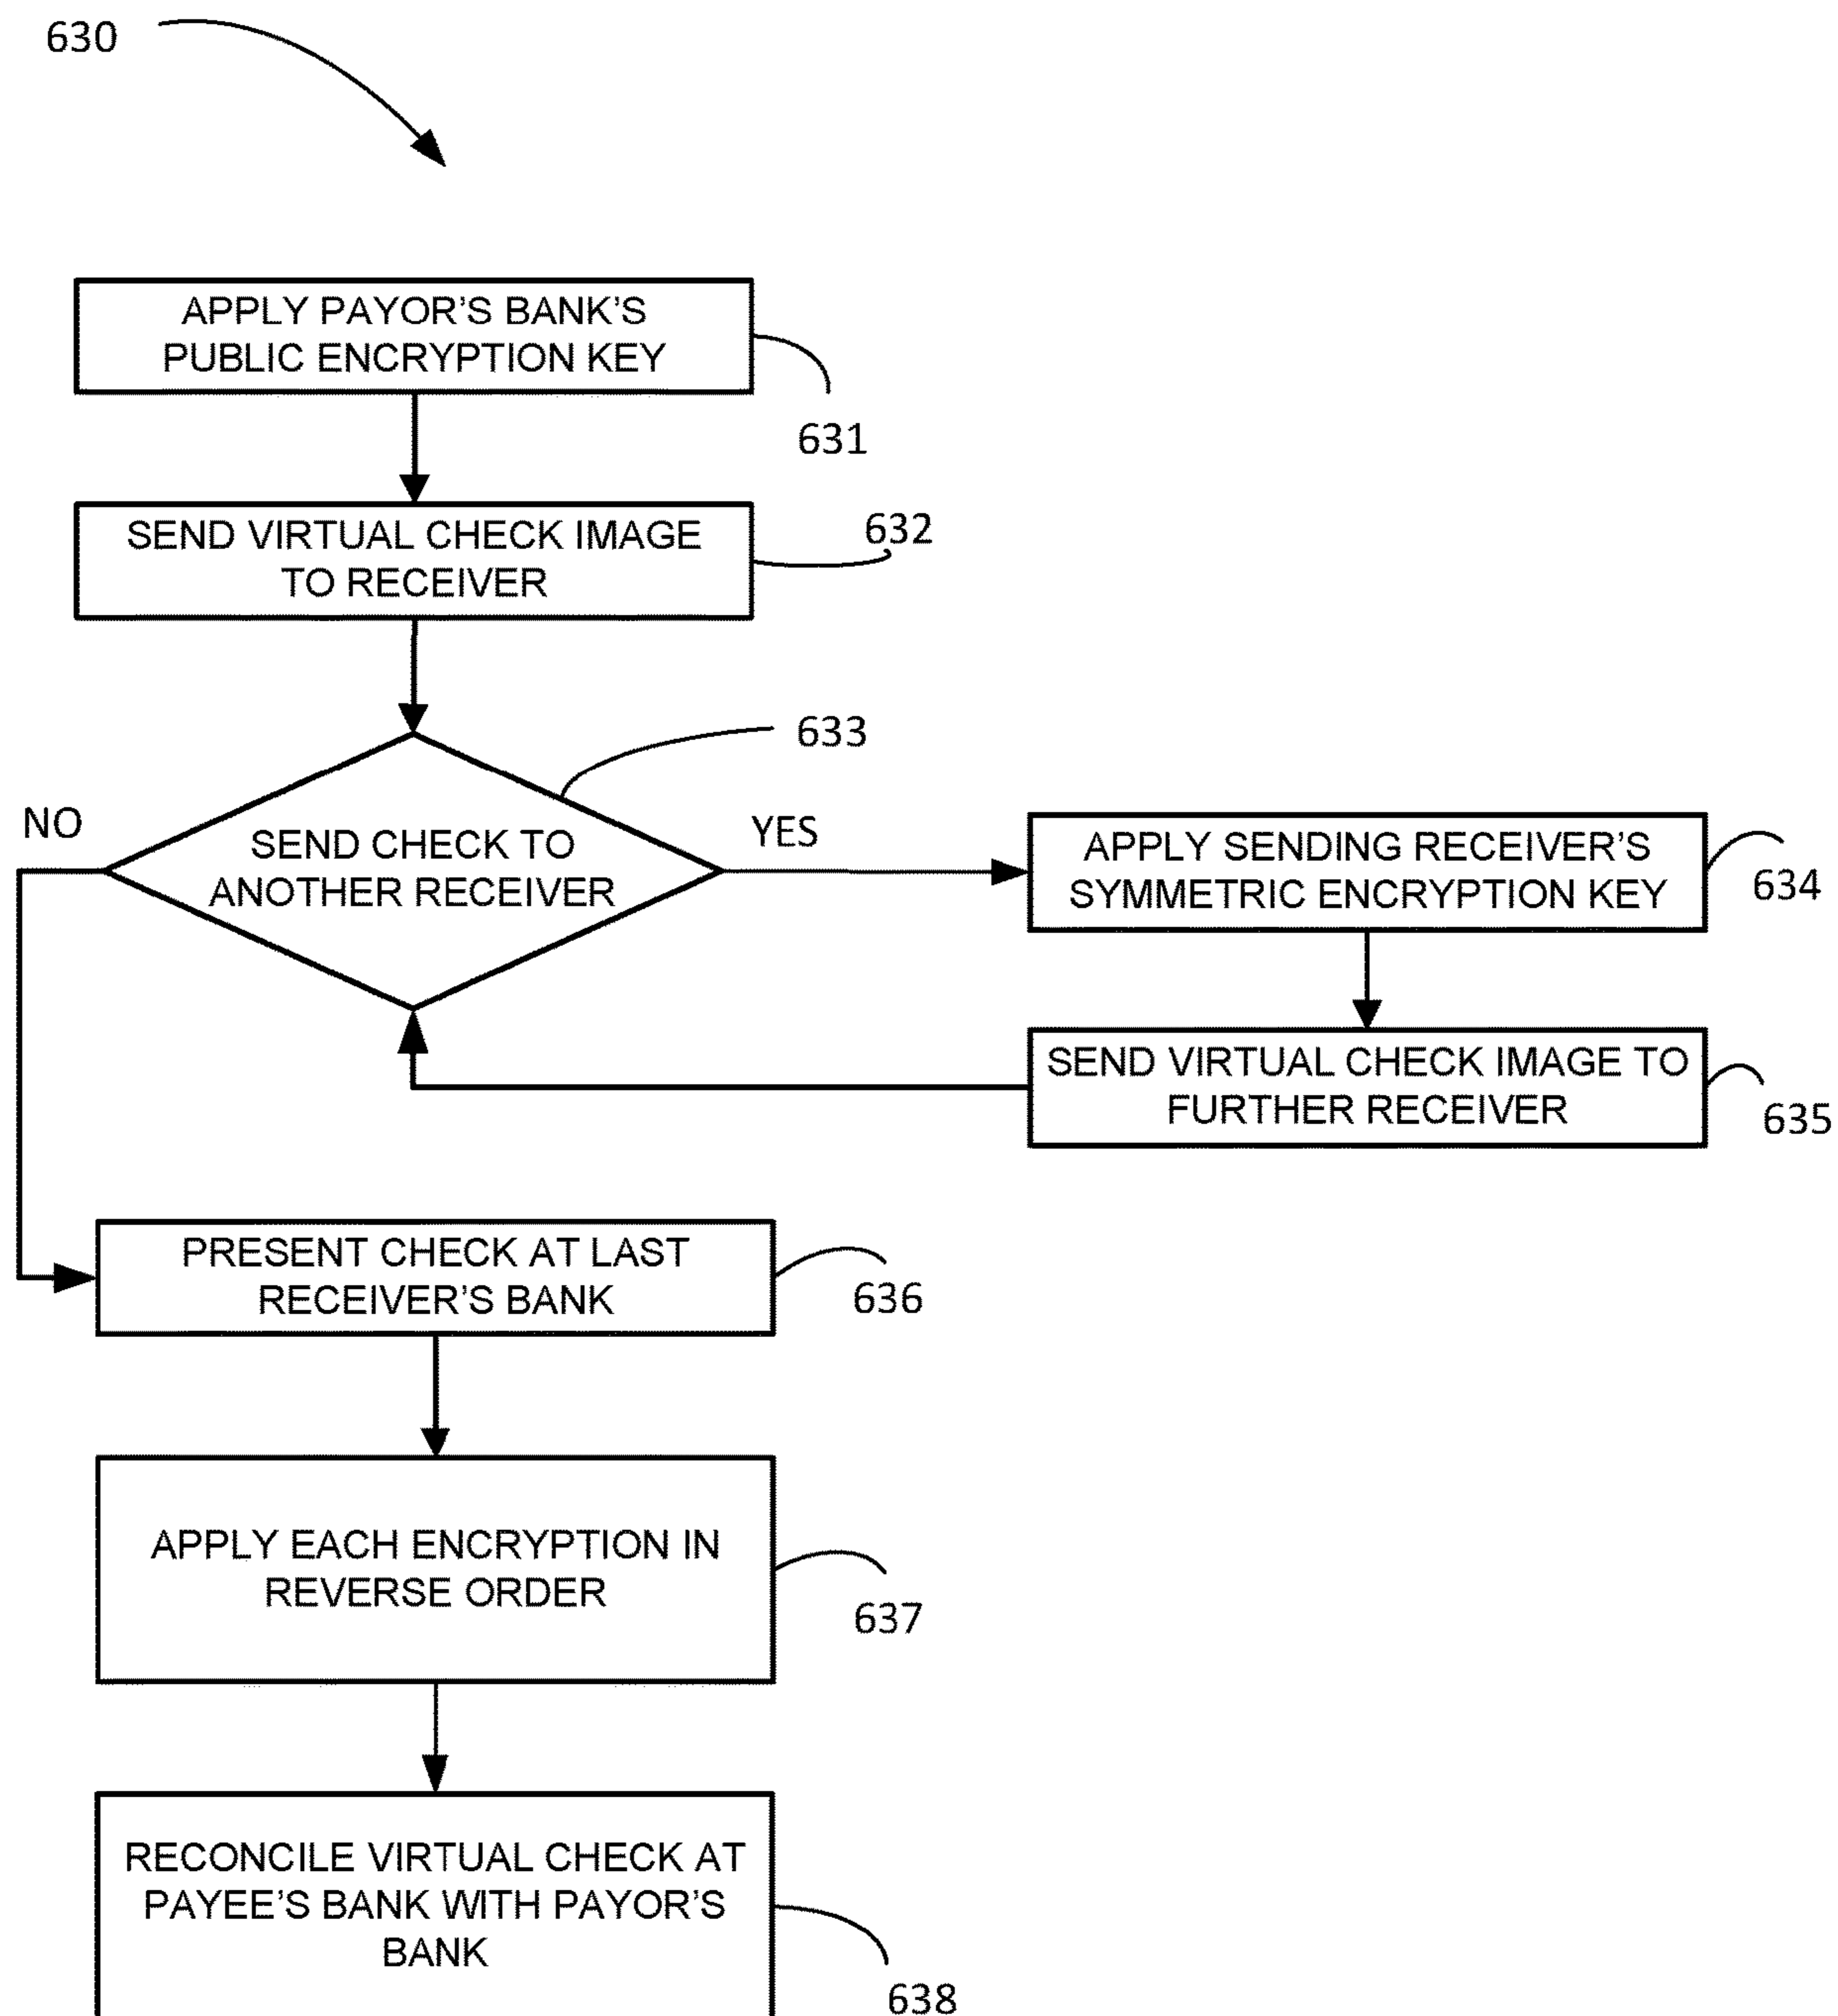 630
APPLY PAYOR'S BANK'S
PUBLIC ENCRYPTION KEY
631
SEND VIRTUAL CHECK IMAGE
TO RECEIVER
632
633
NO
SEND CHECK TO
ANOTHER RECEIVER
YES
APPLY SENDING RECEIVER'S
SYMMETRIC ENCRYPTION KEY
634
SEND VIRTUAL CHECK IMAGE TO
FURTHER RECEIVER
635
PRESENT CHECK AT LAST
RECEIVER'S BANK
636
APPLY EACH ENCRYPTION IN
REVERSE ORDER
637
RECONCILE VIRTUAL CHECK AT
PAYEE'S BANK WITH PAYOR'S
BANK
638